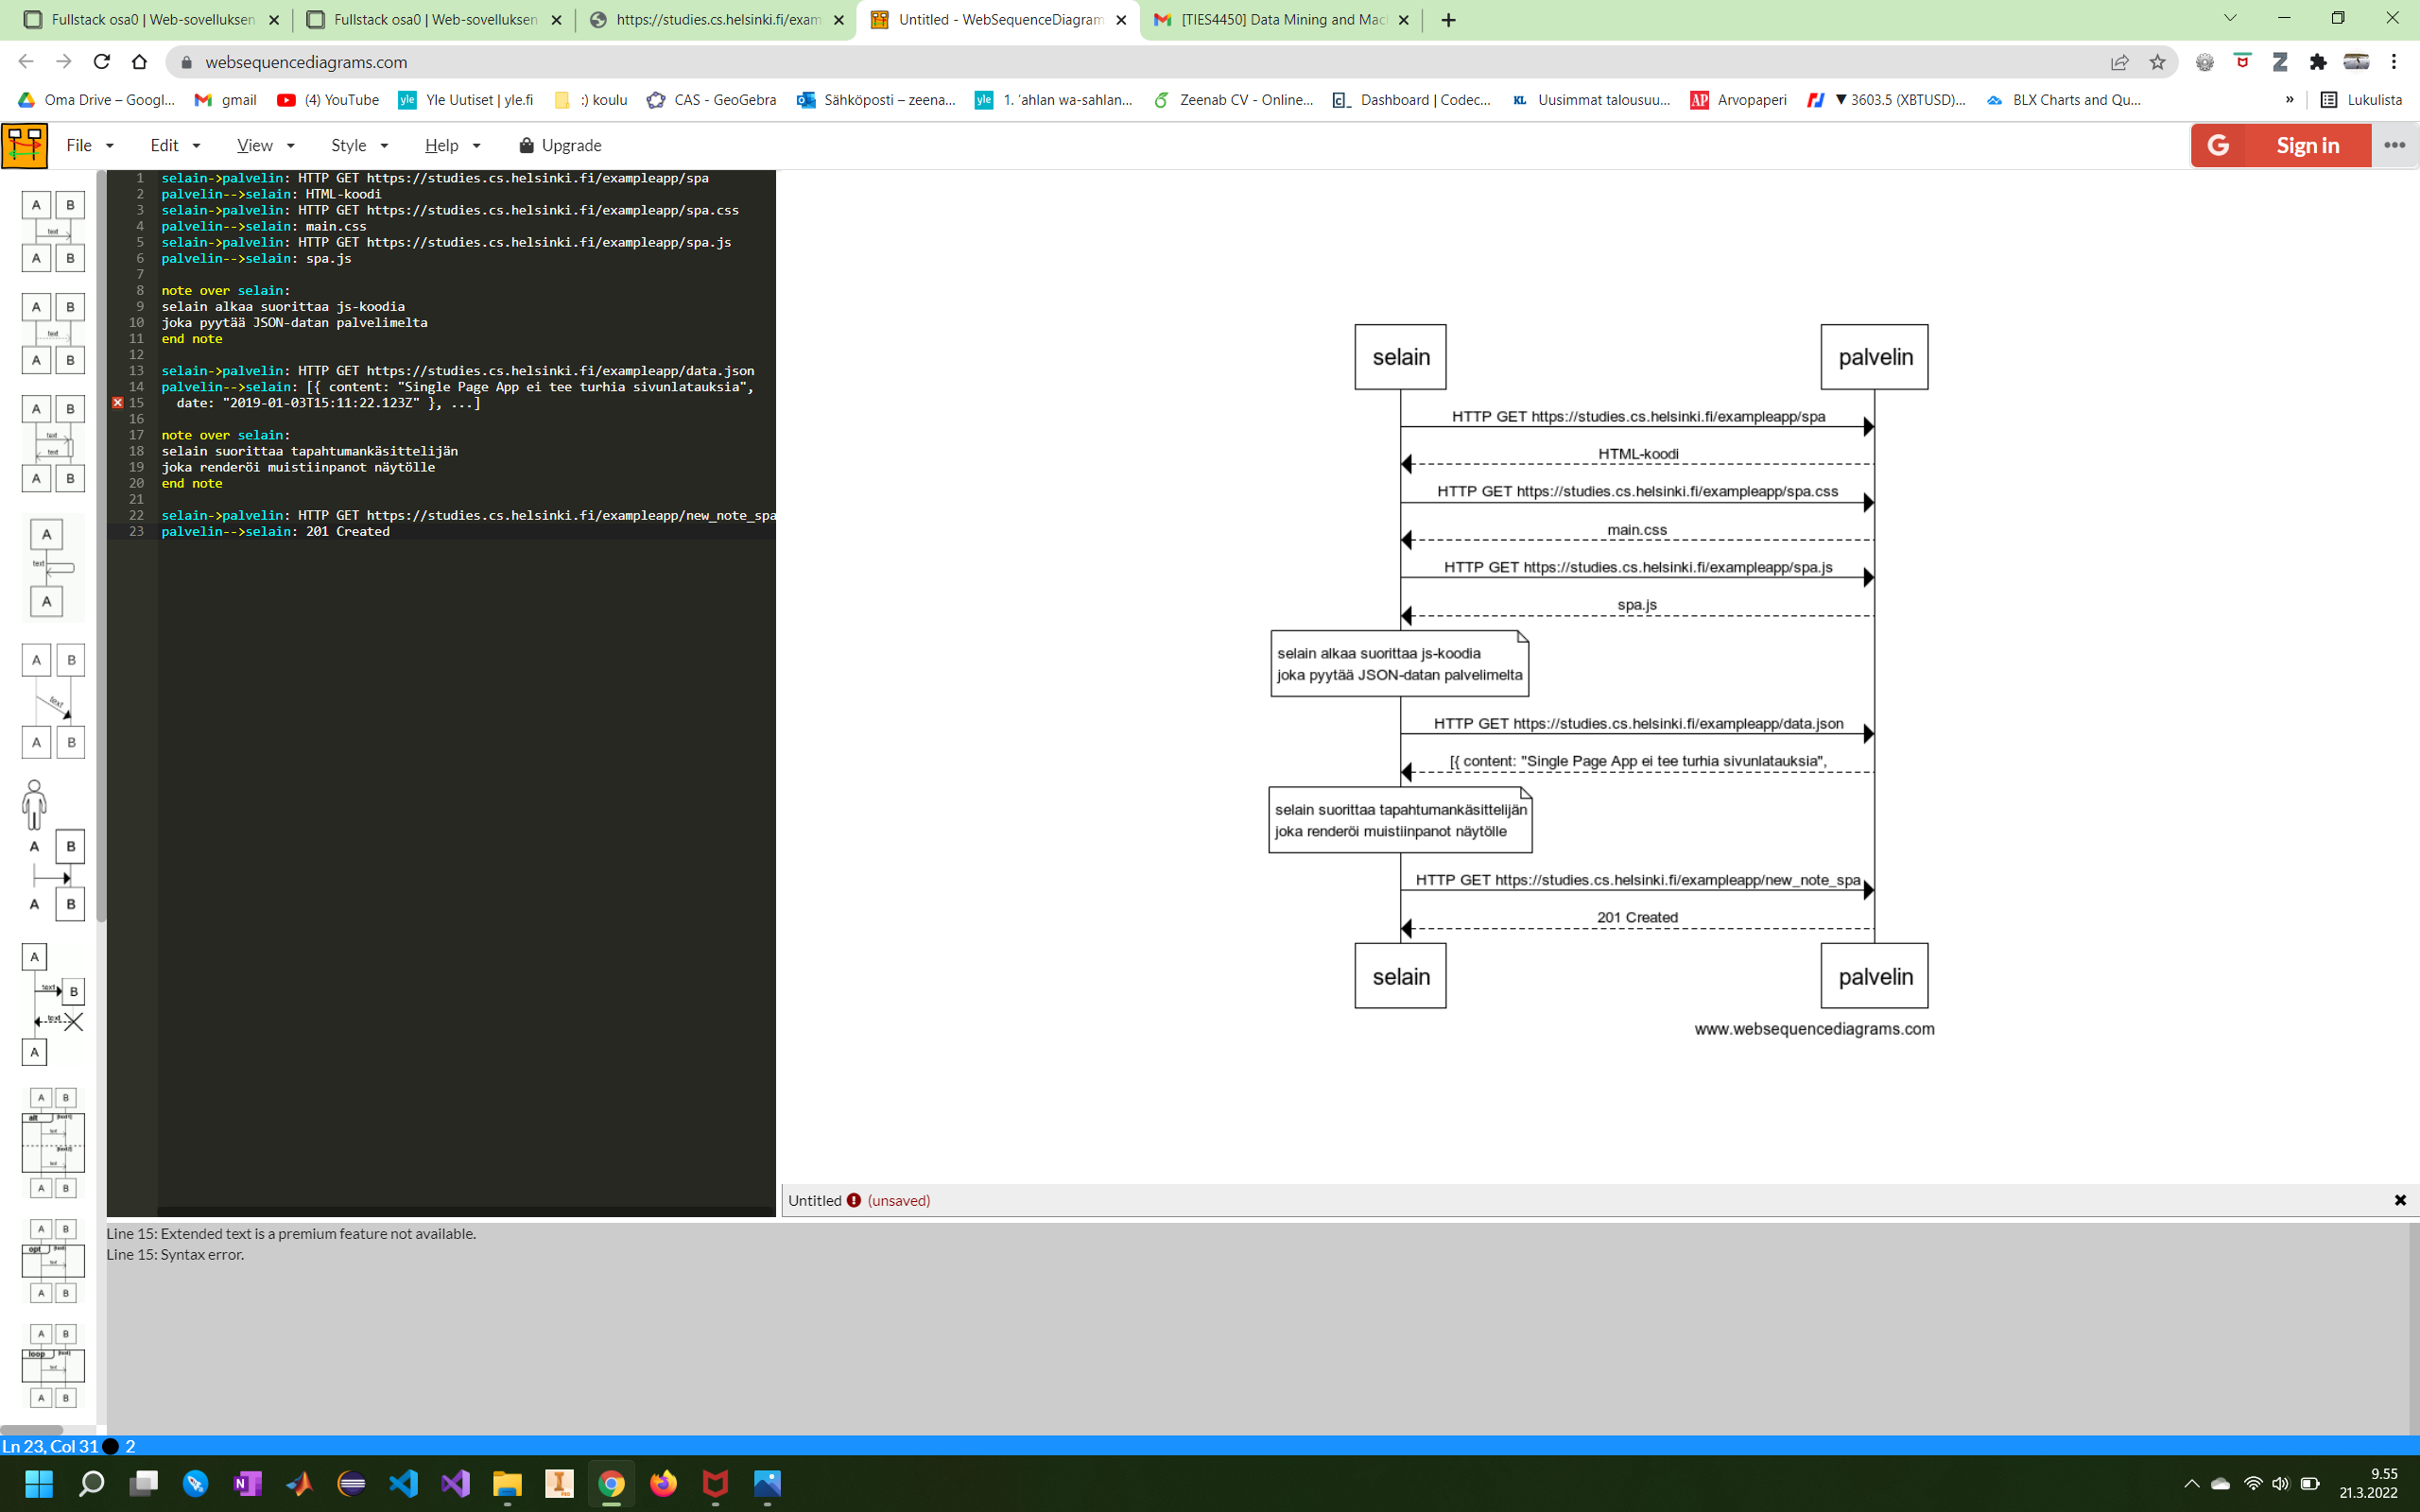 Fullstack osa0 | Web-sovelluksen
Fullstack osa0 | Web-sovelluksen
https://studies.cs.helsinki.fi/exam
Untitled - WebSequenceDiagram
[TIES4450] Data Mining and Mac
websequencediagrams.com
Oma Drive – Googl...
gmail
(4) YouTube
yle Yle Uutiset | yle.fi
:) koulu
CAS - GeoGebra
Sähköposti – zeena...
yle 1. 'ahlan wa-sahlan...
Zeenab CV - Online...
Dashboard | Codec...
KL Uusimmat talousuu...
AP Arvopaperi
▼ 3603.5 (XBTUSD)...
BLX Charts and Qu...
»
Lukulista
File
Edit
View
Style
Help
Upgrade
G Sign in
1 selain->palvelin: HTTP GET https://studies.cs.helsinki.fi/exampleapp/spa
2 palvelin-->selain: HTML-koodi
3 selain->palvelin: HTTP GET https://studies.cs.helsinki.fi/exampleapp/spa.css
4 palvelin-->selain: main.css
5 selain->palvelin: HTTP GET https://studies.cs.helsinki.fi/exampleapp/spa.js
6 palvelin-->selain: spa.js
7
8 note over selain:
9 selain alkaa suorittaa js-koodia
10 joka pyytää JSON-datan palvelimelta
11 end note
12
13 selain->palvelin: HTTP GET https://studies.cs.helsinki.fi/exampleapp/data.json
14 palvelin-->selain: [{ content: "Single Page App ei tee turhia sivunlatauksia",
15 date: "2019-01-03T15:11:22.123Z" }, ...]
16
17 note over selain:
18 selain suorittaa tapahtumankäsittelijän
19 joka renderöi muistiinpanot näytölle
20 end note
21
22 selain->palvelin: HTTP GET https://studies.cs.helsinki.fi/exampleapp/new_note_spa
23 palvelin-->selain: 201 Created
A B
text
A B
A B
text
A B
A B
text
text
A B
A
text
A
A B
text
A B
A B
A B
A
text B
text
A
A B
alt [text1]
text
[text2]
text
A B
A B
opt [text]
text
A B
A B
loop [text]
text
A B
selain palvelin
HTTP GET https://studies.cs.helsinki.fi/exampleapp/spa
HTML-koodi
HTTP GET https://studies.cs.helsinki.fi/exampleapp/spa.css
main.css
HTTP GET https://studies.cs.helsinki.fi/exampleapp/spa.js
spa.js
selain alkaa suorittaa js-koodia
joka pyytää JSON-datan palvelimelta
HTTP GET https://studies.cs.helsinki.fi/exampleapp/data.json
[{ content: "Single Page App ei tee turhia sivunlatauksia",
selain suorittaa tapahtumankäsittelijän
joka renderöi muistiinpanot näytölle
HTTP GET https://studies.cs.helsinki.fi/exampleapp/new_note_spa
201 Created
selain palvelin
www.websequencediagrams.com
Untitled (unsaved)
Line 15: Extended text is a premium feature not available.
Line 15: Syntax error.
Ln 23, Col 31 2
9.55
21.3.2022